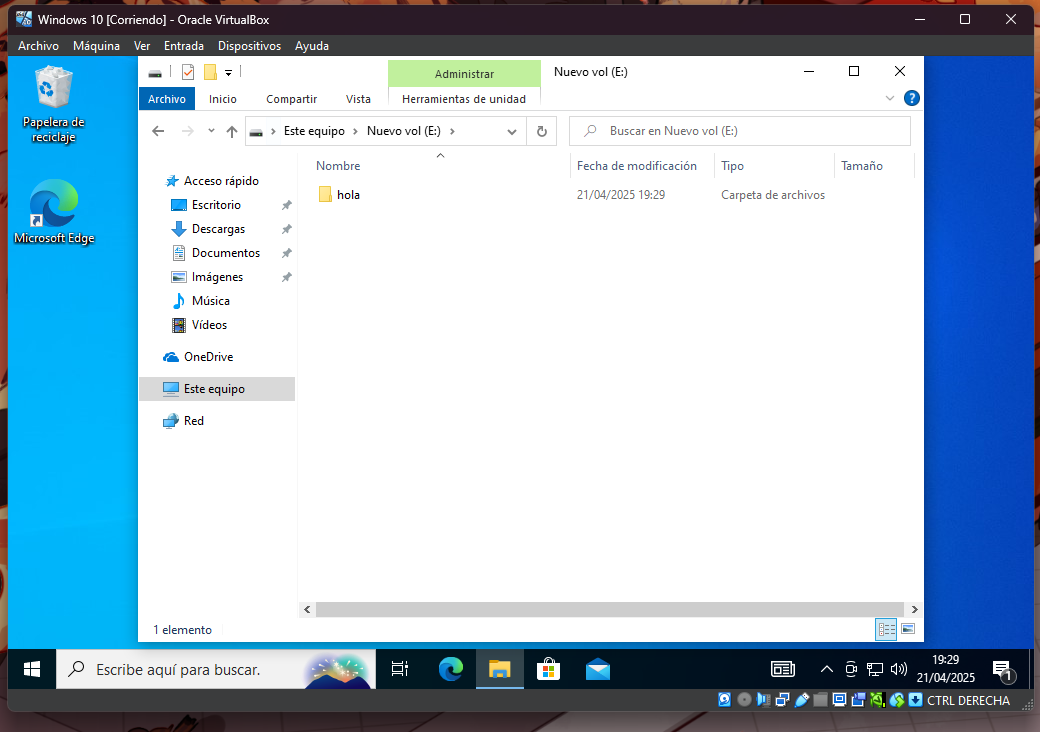 Windows 10 [Corriendo] - Oracle VirtualBox
Archivo Máquina Ver Entrada Dispositivos Ayuda
Papelera de
reciclaje
Microsoft Edge
Administrar Nuevo vol (E:)
Archivo Inicio Compartir Vista Herramientas de unidad ?
Este equipo Nuevo vol (E:) Buscar en Nuevo vol (E:)
Nombre Fecha de modificación Tipo Tamaño
hola 21/04/2025 19:29 Carpeta de archivos
Acceso rápido
Escritorio
Descargas
Documentos
Imágenes
Música
Vídeos
OneDrive
Este equipo
Red
1 elemento
Escribe aquí para buscar.
19:29
21/04/2025
1
CTRL DERECHA